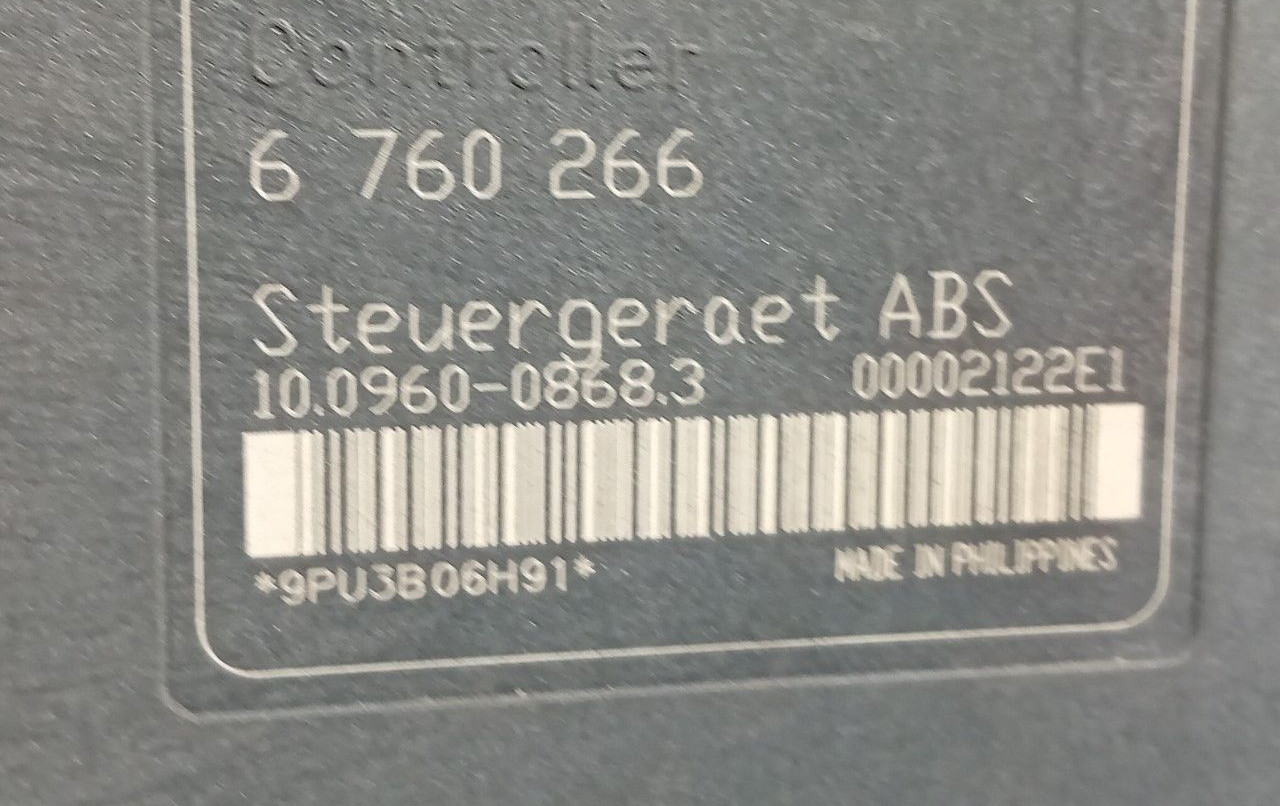 Controller
6 760 266
Steuergeraet ABS
10.0960-0868.3 00002122E1
*9PU3B06H91*
MADE IN PHILIPPINES